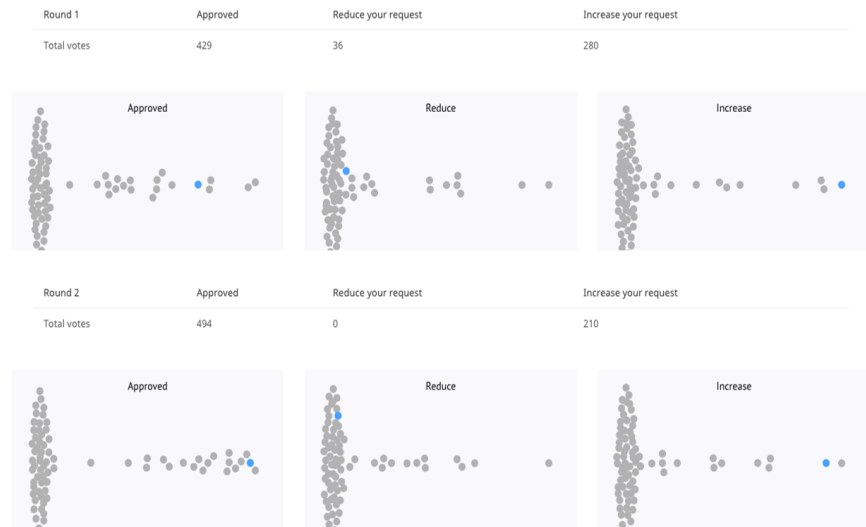 Round 1 Approved Reduce your request Increase your request
Total votes 429 36 280
Approved Reduce Increase
Round 2 Approved Reduce your request Increase your request
Total votes 494 0 210
Approved Reduce Increase